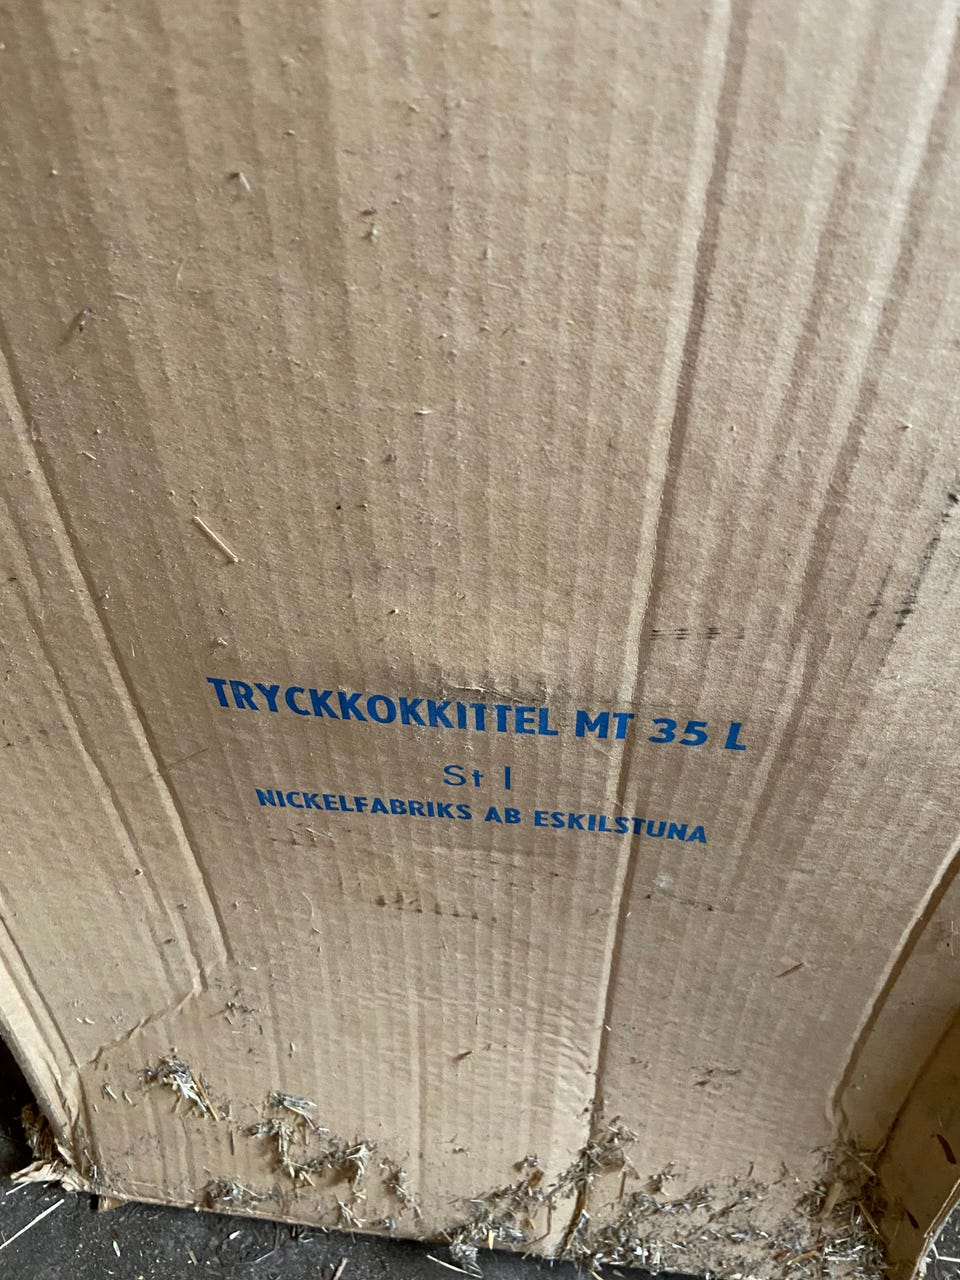 TRYCKKOKKITTEL MT 35 L
St 1
NICKELFABRIKS AB ESKILSTUNA